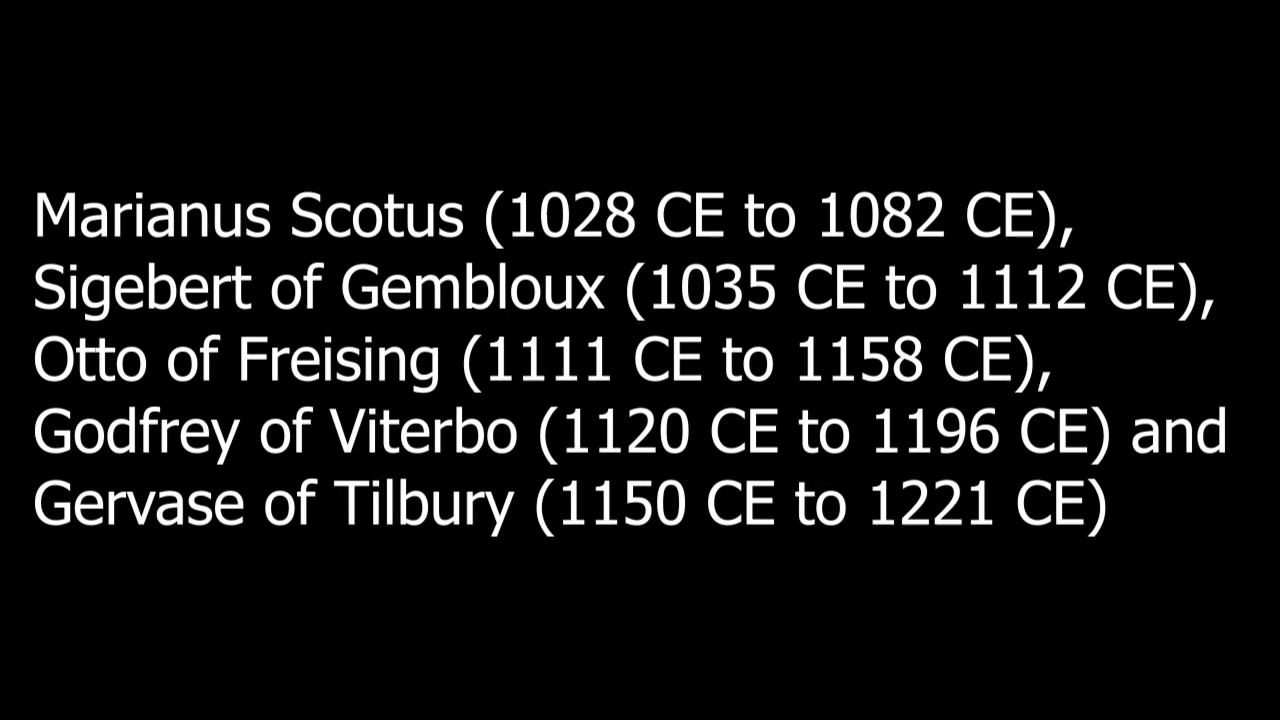 Marianus Scotus (1028 CE to 1082 CE),
Sigebert of Gembloux (1035 CE to 1112 CE),
Otto of Freising (1111 CE to 1158 CE),
Godfrey of Viterbo (1120 CE to 1196 CE) and
Gervase of Tilbury (1150 CE to 1221 CE)